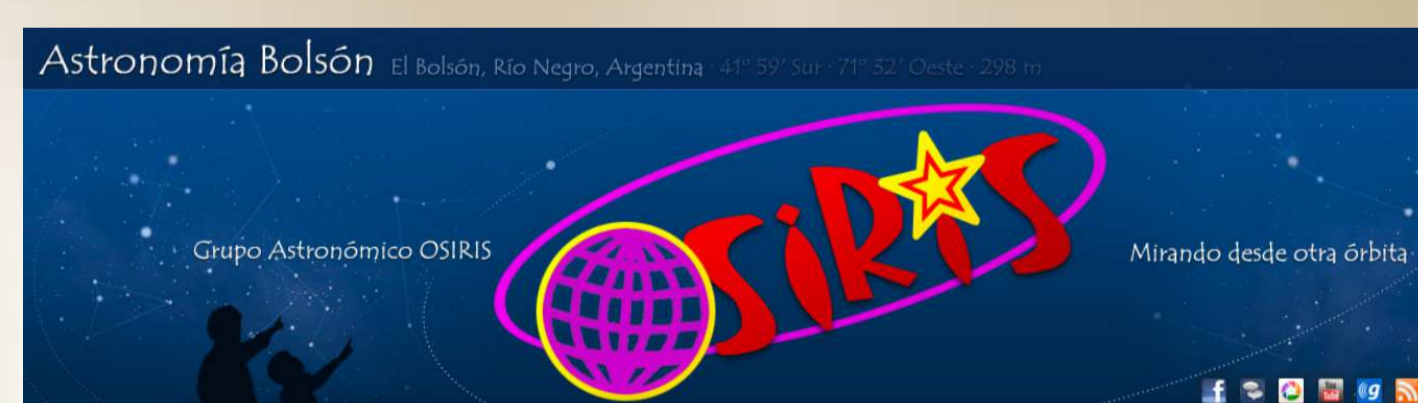 Astronomía Bolsón El Bolsón, Río Negro, Argentina · 41° 59' Sur · 71° 32' Oeste · 298 m
OSiRiS
Grupo Astronómico OSIRIS
Mirando desde otra órbita